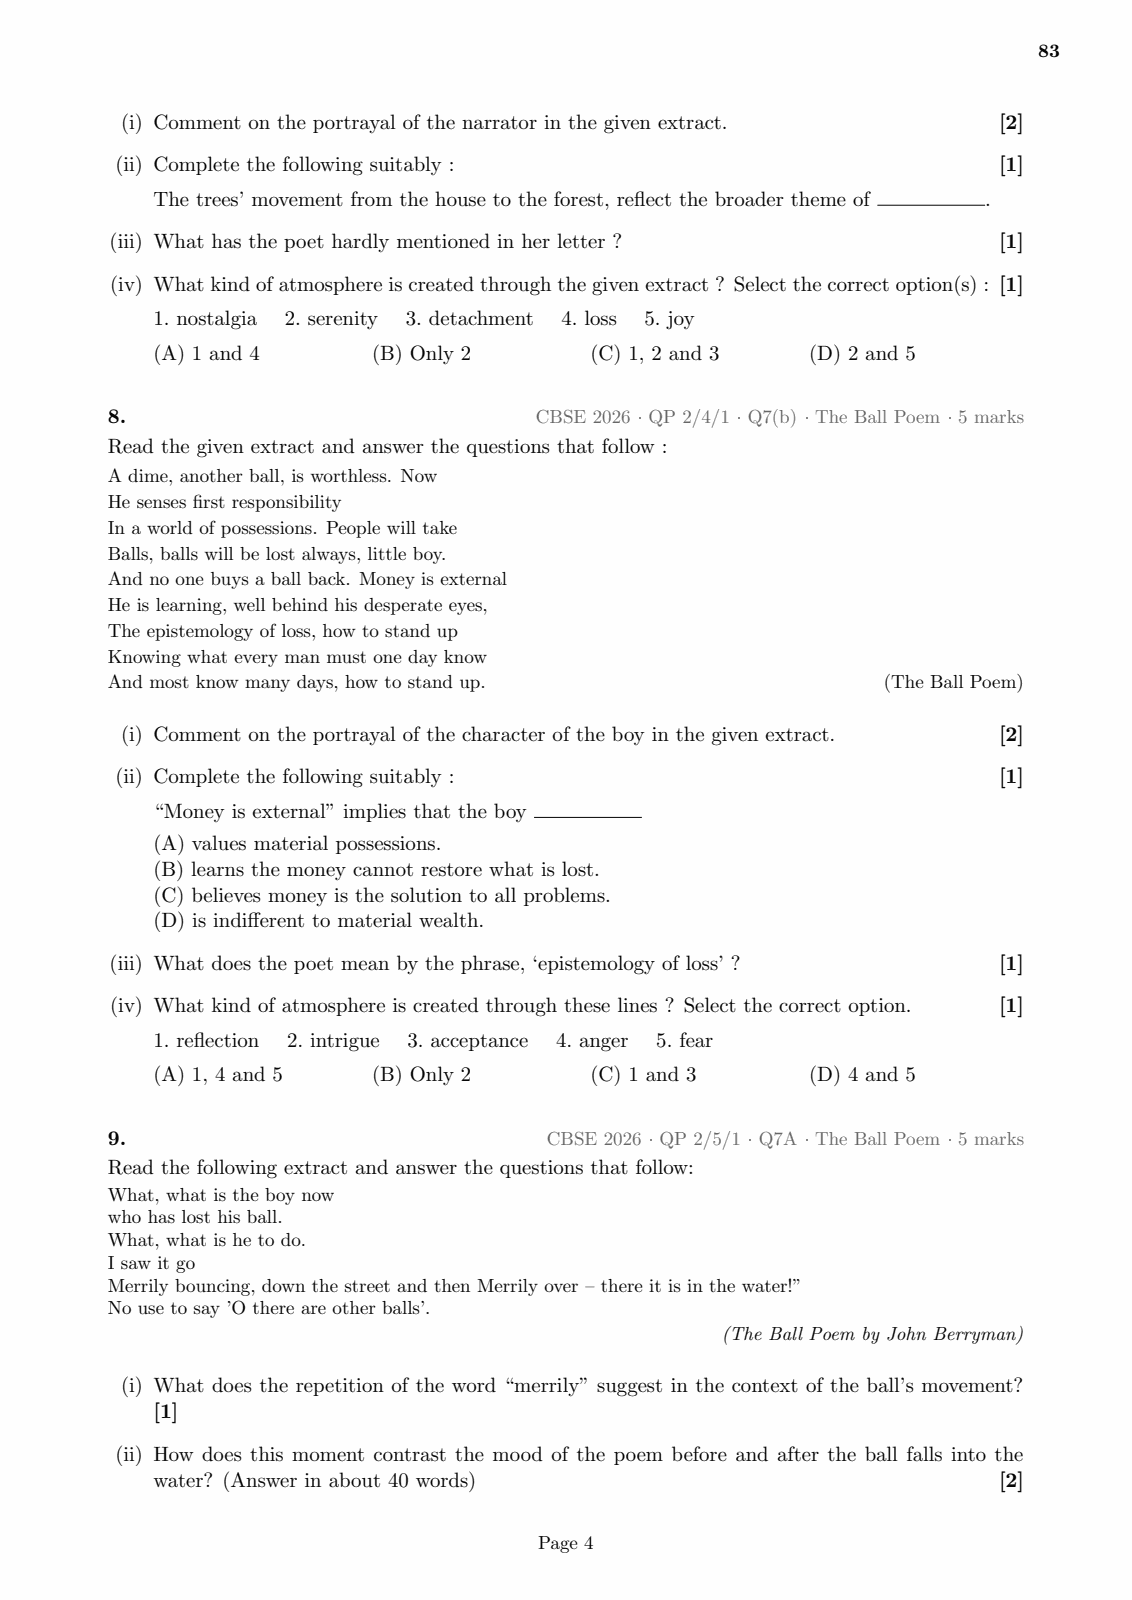 83
(i) Comment on the portrayal of the narrator in the given extract. [2]
(ii) Complete the following suitably : [1]
The trees’ movement from the house to the forest, reflect the broader theme of __________.
(iii) What has the poet hardly mentioned in her letter ? [1]
(iv) What kind of atmosphere is created through the given extract ? Select the correct option(s) : [1]
1. nostalgia 2. serenity 3. detachment 4. loss 5. joy
(A) 1 and 4 (B) Only 2 (C) 1, 2 and 3 (D) 2 and 5
8. CBSE 2026 · QP 2/4/1 · Q7(b) · The Ball Poem · 5 marks
Read the given extract and answer the questions that follow :
A dime, another ball, is worthless. Now
He senses first responsibility
In a world of possessions. People will take
Balls, balls will be lost always, little boy.
And no one buys a ball back. Money is external
He is learning, well behind his desperate eyes,
The epistemology of loss, how to stand up
Knowing what every man must one day know
And most know many days, how to stand up. (The Ball Poem)
(i) Comment on the portrayal of the character of the boy in the given extract. [2]
(ii) Complete the following suitably : [1]
“Money is external” implies that the boy __________
(A) values material possessions.
(B) learns the money cannot restore what is lost.
(C) believes money is the solution to all problems.
(D) is indifferent to material wealth.
(iii) What does the poet mean by the phrase, ‘epistemology of loss’ ? [1]
(iv) What kind of atmosphere is created through these lines ? Select the correct option. [1]
1. reflection 2. intrigue 3. acceptance 4. anger 5. fear
(A) 1, 4 and 5 (B) Only 2 (C) 1 and 3 (D) 4 and 5
9. CBSE 2026 · QP 2/5/1 · Q7A · The Ball Poem · 5 marks
Read the following extract and answer the questions that follow:
What, what is the boy now
who has lost his ball.
What, what is he to do.
I saw it go
Merrily bouncing, down the street and then Merrily over – there it is in the water!”
No use to say ’O there are other balls’.
(The Ball Poem by John Berryman)
(i) What does the repetition of the word “merrily” suggest in the context of the ball’s movement?
[1]
(ii) How does this moment contrast the mood of the poem before and after the ball falls into the
water? (Answer in about 40 words) [2]
Page 4